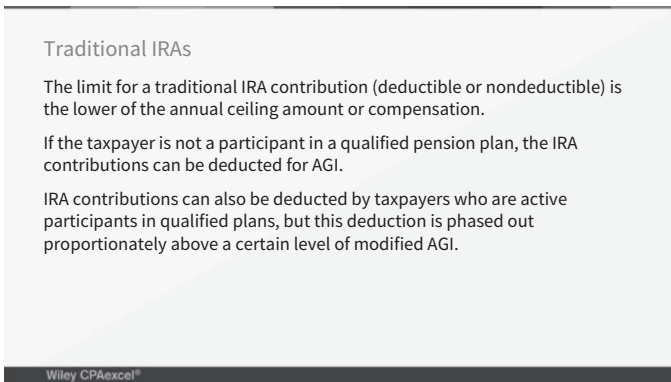 Traditional IRAs
The limit for a traditional IRA contribution (deductible or nondeductible) is
the lower of the annual ceiling amount or compensation.
If the taxpayer is not a participant in a qualified pension plan, the IRA
contributions can be deducted for AGI.
IRA contributions can also be deducted by taxpayers who are active
participants in qualified plans, but this deduction is phased out
proportionately above a certain level of modified AGI.
Wiley CPAexcel®